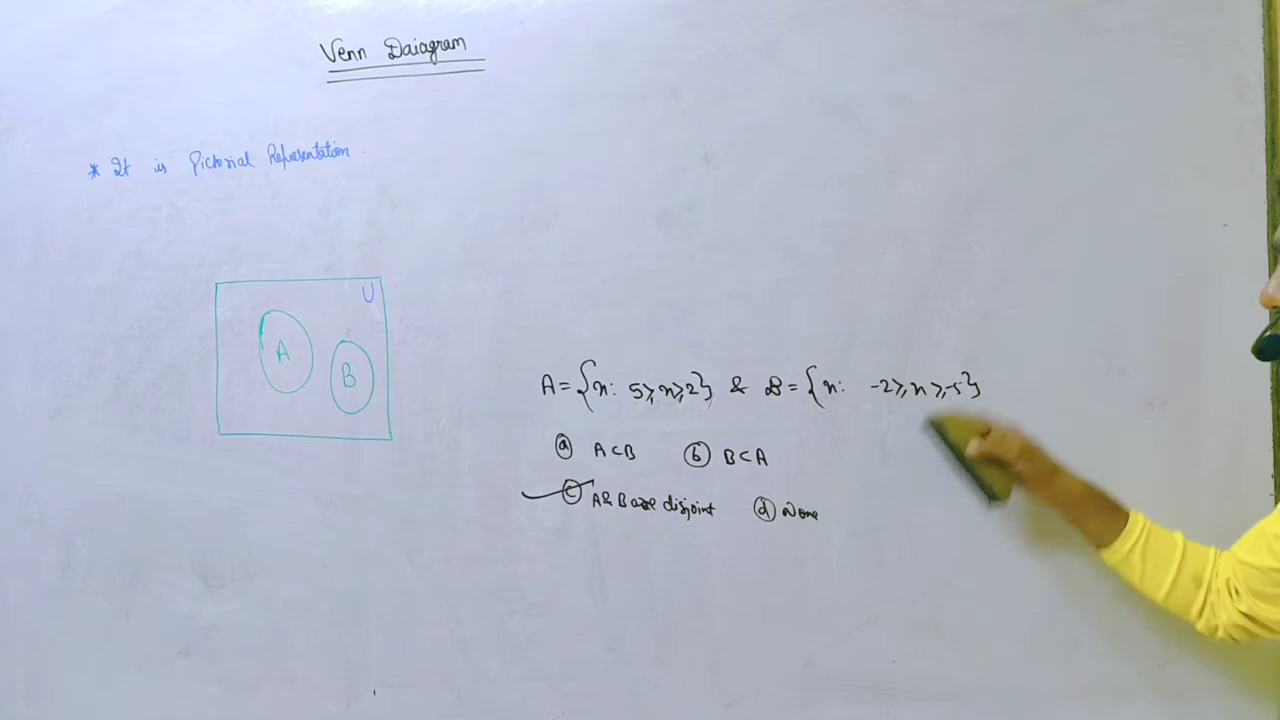 Venn Daiagram
* It is Pictorial Representation.
U
A
B
A = {n: 5⩾n⩾2} & B = {n: -2⩾n⩾-5}
(a) A⊂B (b) B⊂A
(c) A & B are disjoint (d) None